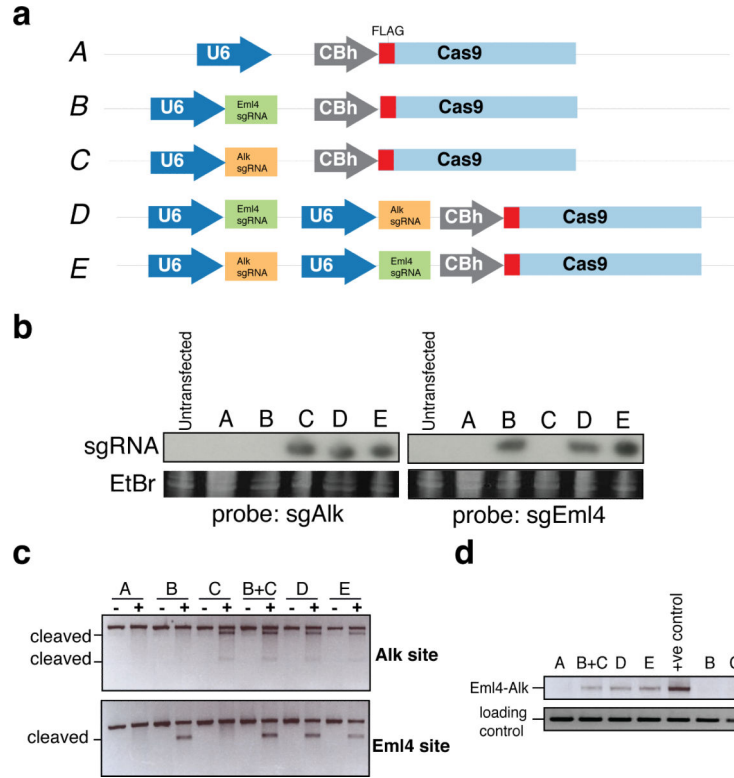 a
FLAG
A U6 CBh Cas9
B U6 Eml4 sgRNA CBh Cas9
C U6 Alk sgRNA CBh Cas9
D U6 Eml4 sgRNA U6 Alk sgRNA CBh Cas9
E U6 Alk sgRNA U6 Eml4 sgRNA CBh Cas9
b
Untransfected A B C D E Untransfected A B C D E
sgRNA
EtBr
probe: sgAlk probe: sgEml4
c
A B C B+C D E
- + - + - + - + - + - +
cleaved
cleaved
Alk site
cleaved
Eml4 site
d
A B+C D E +ve control B C
Eml4-Alk
loading
control